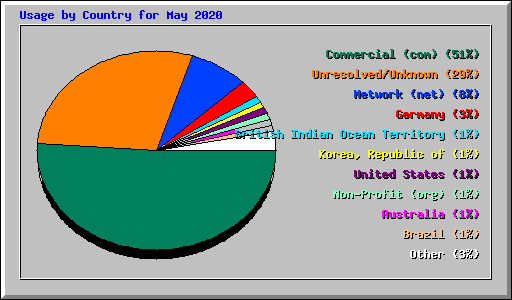 Usage by Country for May 2020
Commercial (com) (51%)
Unresolved/Unknown (29%)
Network (net) (8%)
Germany (3%)
British Indian Ocean Territory (1%)
Korea, Republic of (1%)
United States (1%)
Non-Profit (org) (1%)
Australia (1%)
Brazil (1%)
Other (3%)